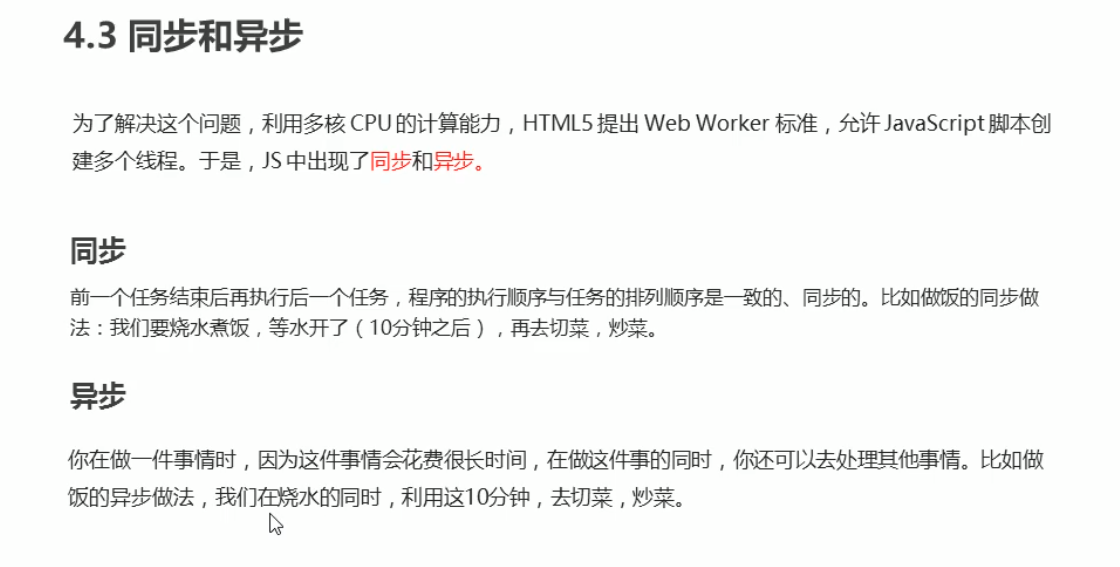 4.3 同步和异步
为了解决这个问题，利用多核 CPU 的计算能力，HTML5 提出 Web Worker 标准，允许 JavaScript 脚本创
建多个线程。于是，JS 中出现了同步和异步。
同步
前一个任务结束后再执行后一个任务，程序的执行顺序与任务的排列顺序是一致的、同步的。比如做饭的同步做
法：我们要烧水煮饭，等水开了（10分钟之后），再去切菜，炒菜。
异步
你在做一件事情时，因为这件事情会花费很长时间，在做这件事的同时，你还可以去处理其他事情。比如做
饭的异步做法，我们在烧水的同时，利用这10分钟，去切菜，炒菜。